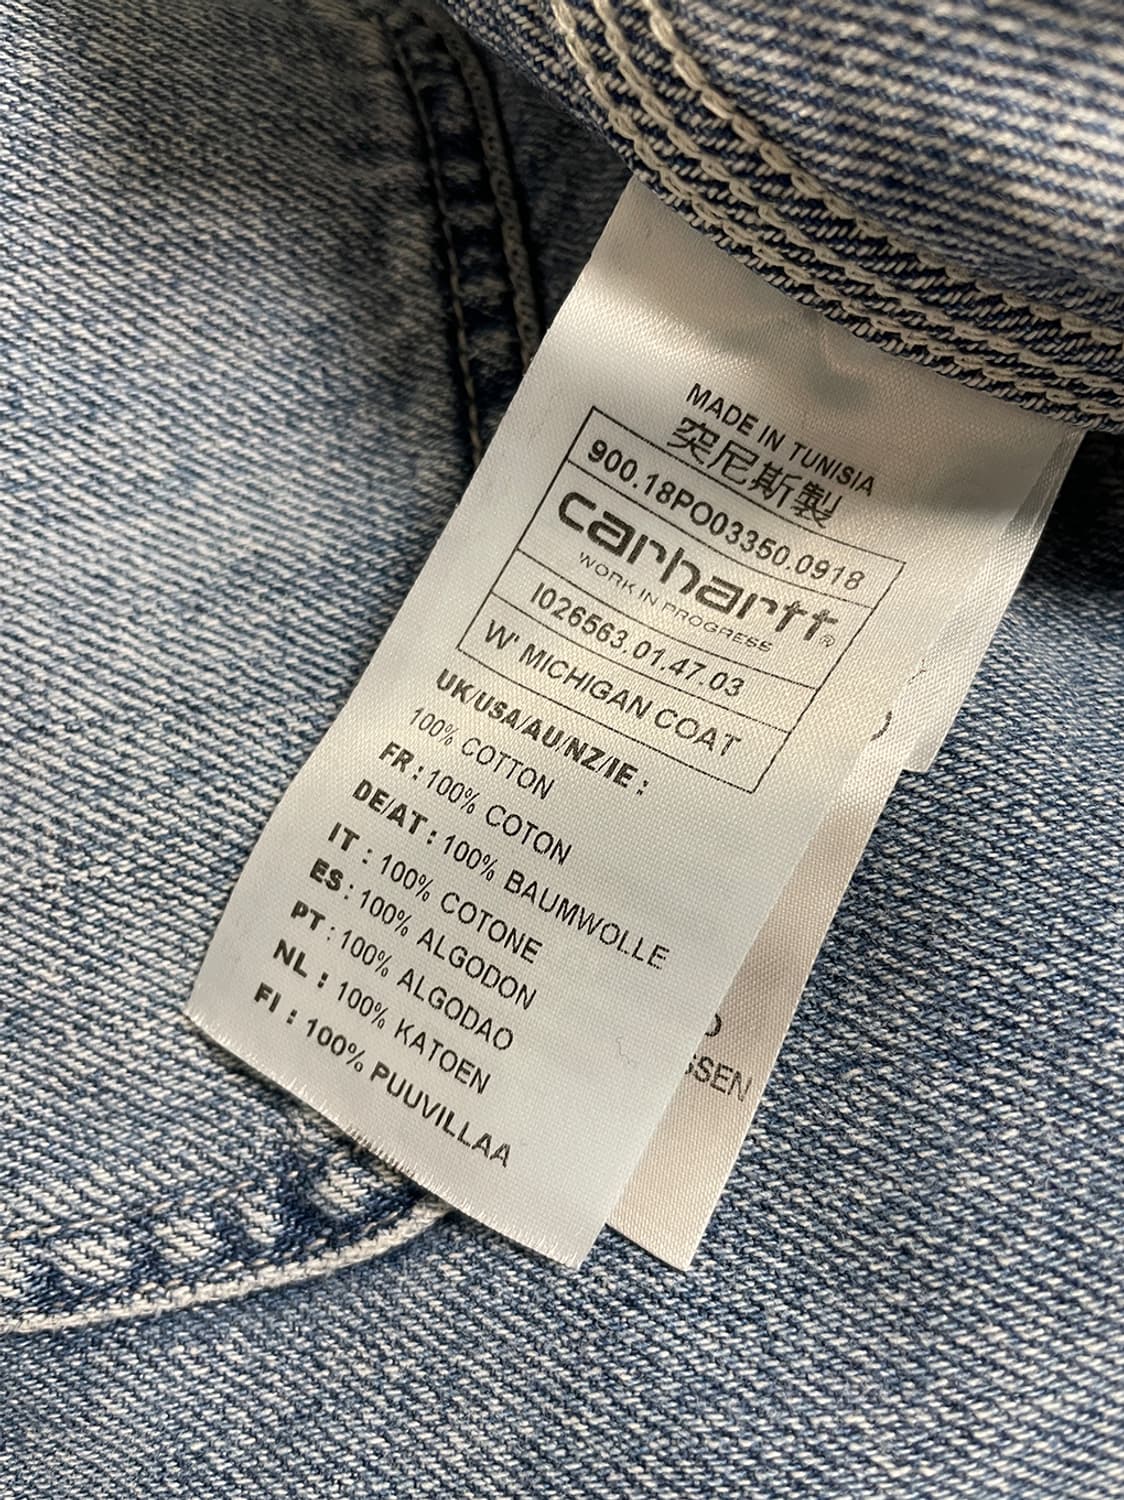 MADE IN TUNISIA
突尼斯製
900.18PO03350.0918
carhartt®
WORK IN PROGRESS
I026563.01.47.03
W' MICHIGAN COAT
UK/USA/AU/NZ/IE :
100% COTTON
FR : 100% COTON
DE/AT : 100% BAUMWOLLE
IT : 100% COTONE
ES : 100% ALGODON
PT : 100% ALGODAO
NL : 100% KATOEN
FI : 100% PUUVILLAA